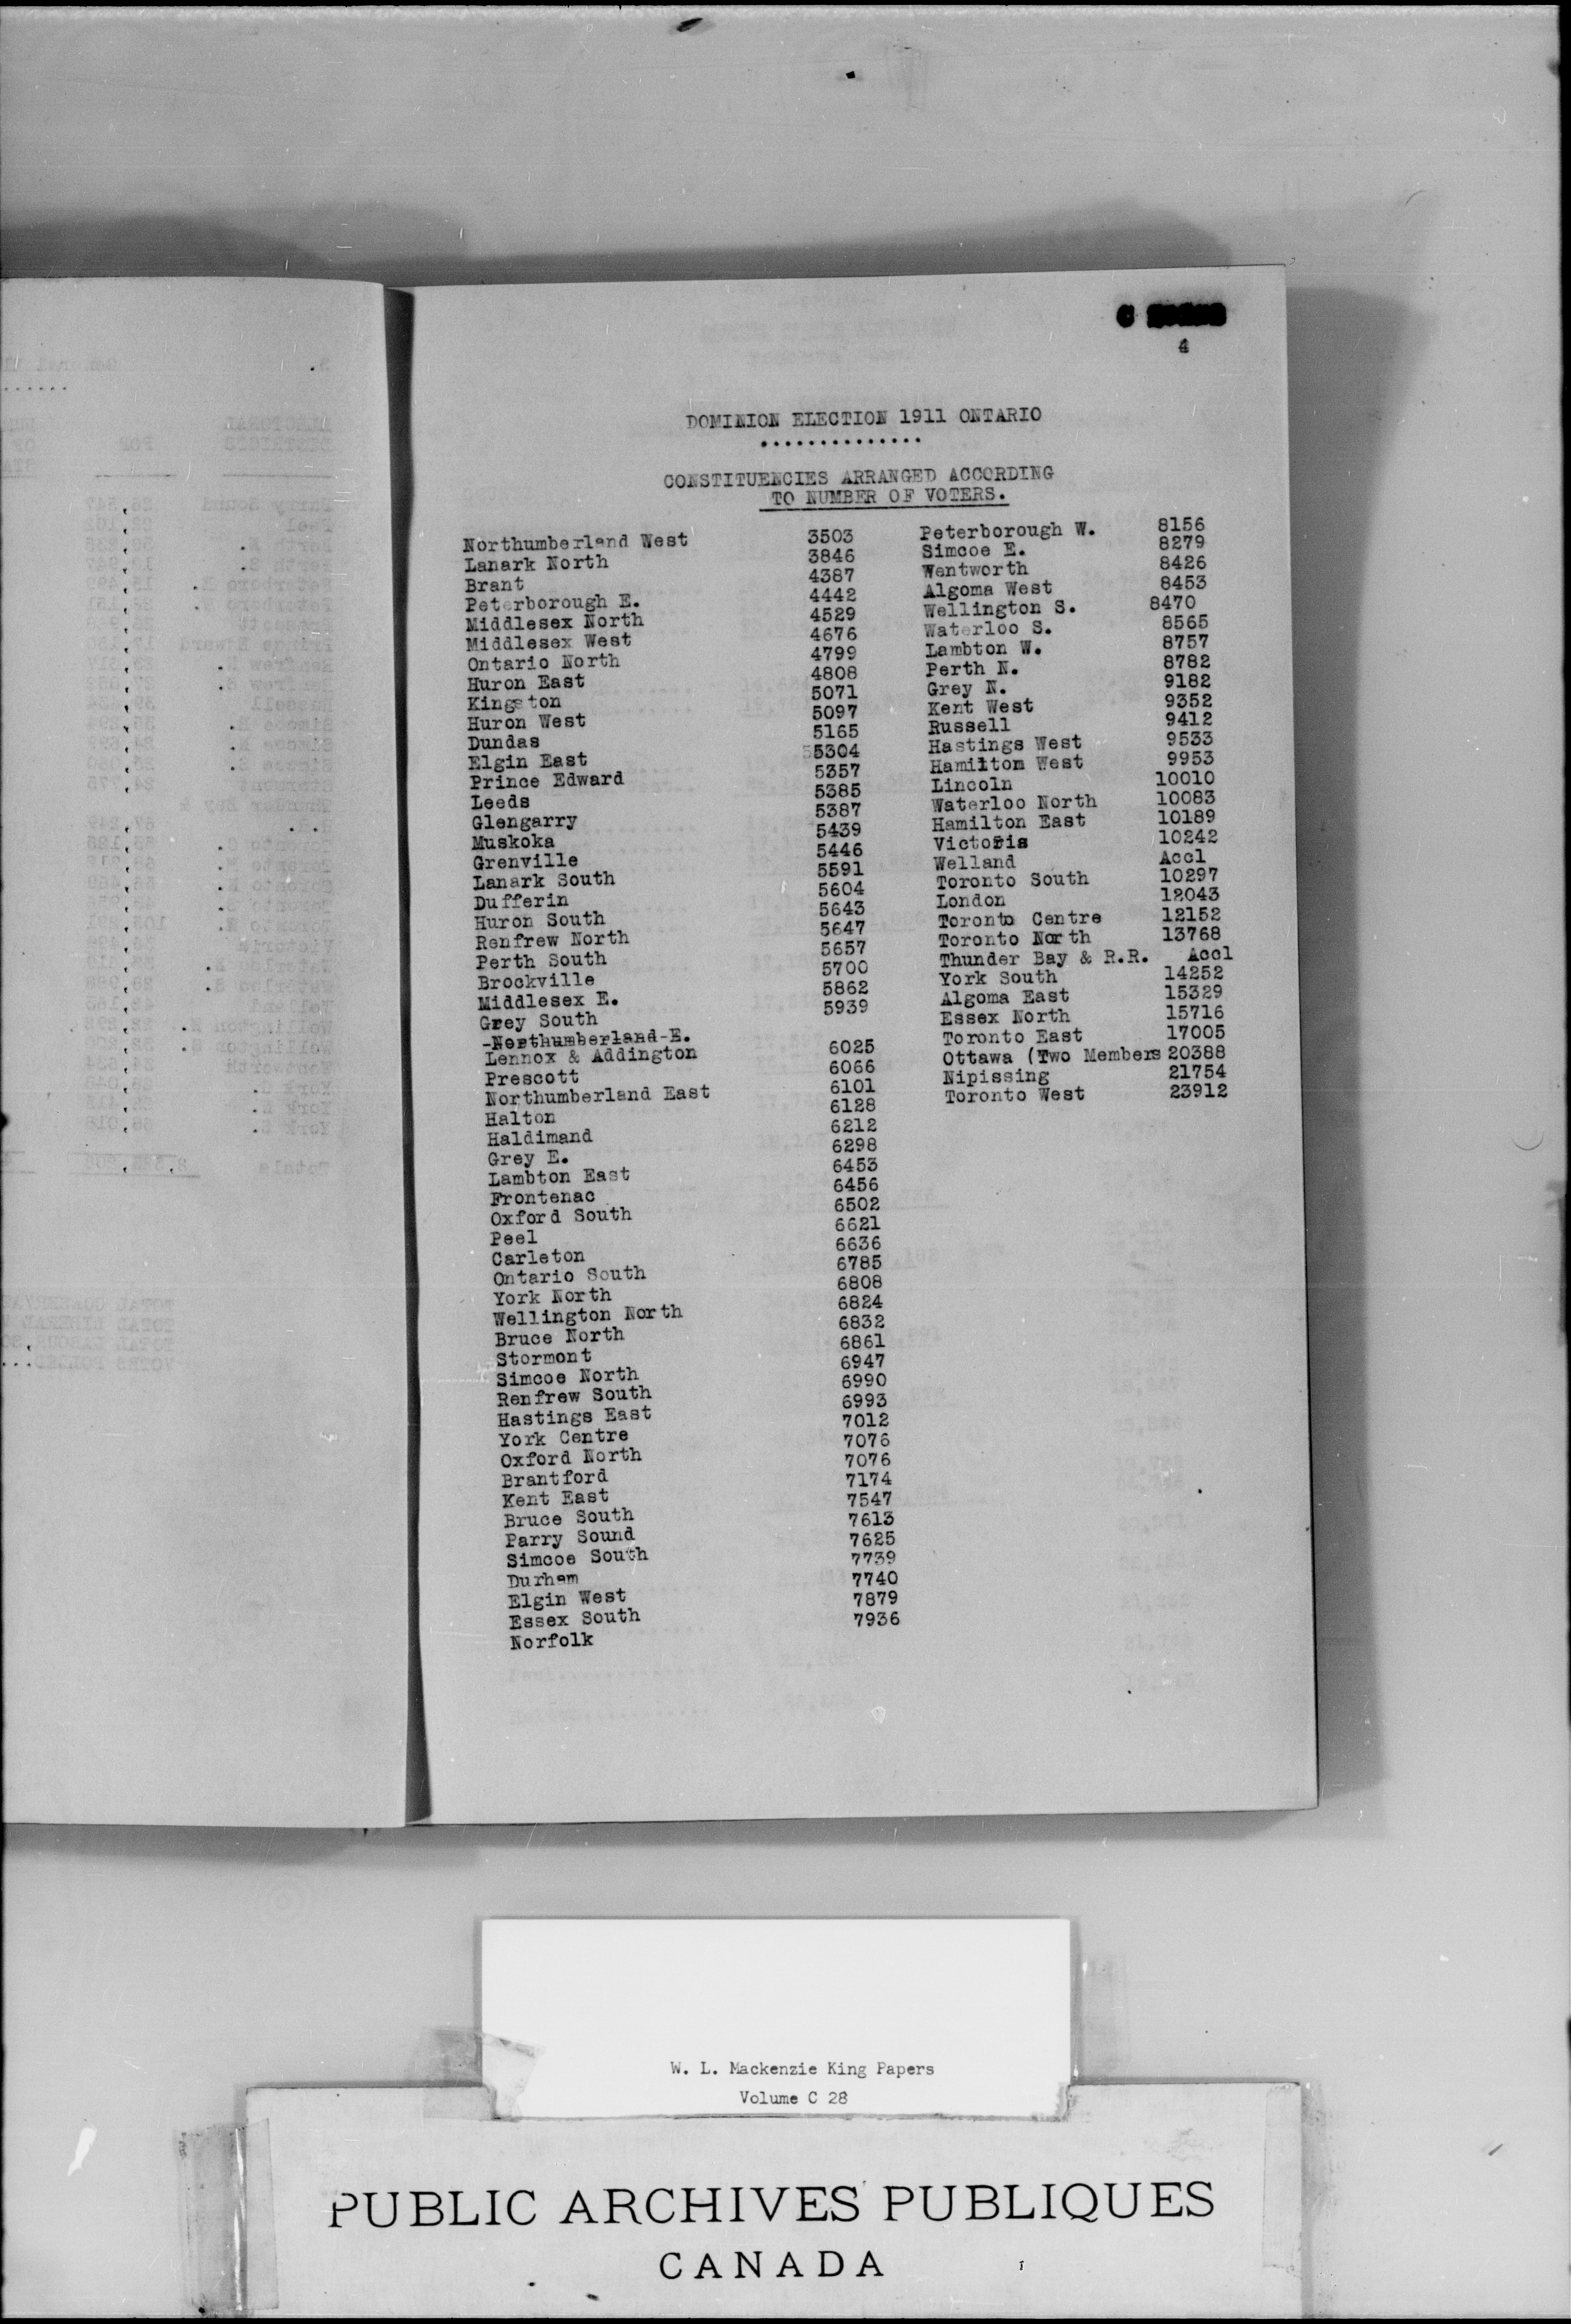 4
DOMINION ELECTION 1911 ONTARIO
..............
CONSTITUENCIES ARRANGED ACCORDING
TO NUMBER OF VOTERS.
Northumberland West 3503
Lanark North 3846
Brant 4387
Peterborough E. 4442
Middlesex North 4529
Middlesex West 4676
Ontario North 4799
Huron East 4808
Kingston 5071
Huron West 5097
Dundas 5165
Elgin East 5304
Prince Edward 5357
Leeds 5385
Glengarry 5387
Muskoka 5439
Grenville 5446
Lanark South 5591
Dufferin 5604
Huron South 5643
Renfrew North 5647
Perth South 5657
Brockville 5700
Middlesex E. 5862
Grey South 5939
Northumberland E.
Lennox & Addington 6025
Prescott 6066
Northumberland East 6101
Halton 6128
Haldimand 6212
Grey E. 6298
Lambton East 6453
Frontenac 6456
Oxford South 6502
Peel 6621
Carleton 6636
Ontario South 6785
York North 6808
Wellington North 6824
Bruce North 6832
Stormont 6861
Simcoe North 6947
Renfrew South 6990
Hastings East 6993
York Centre 7012
Oxford North 7076
Brantford 7076
Kent East 7174
Bruce South 7547
Parry Sound 7613
Simcoe South 7625
Durham 7739
Elgin West 7740
Essex South 7879
Norfolk 7936
Peterborough W. 8156
Simcoe E. 8279
Wentworth 8426
Algoma West 8453
Wellington S. 8470
Waterloo S. 8565
Lambton W. 8757
Perth N. 8782
Grey N. 9182
Kent West 9352
Russell 9412
Hastings West 9533
Hamilton West 9953
Lincoln 10010
Waterloo North 10083
Hamilton East 10189
Victoria 10242
Welland Accl
Toronto South 10297
London 12043
Toronto Centre 12152
Toronto North 13768
Thunder Bay & R.R. Accl
York South 14252
Algoma East 15329
Essex North 15716
Toronto East 17005
Ottawa (Two Members 20388
Nipissing 21754
Toronto West 23912
W. L. Mackenzie King Papers
Volume C 28
PUBLIC ARCHIVES PUBLIQUES
CANADA